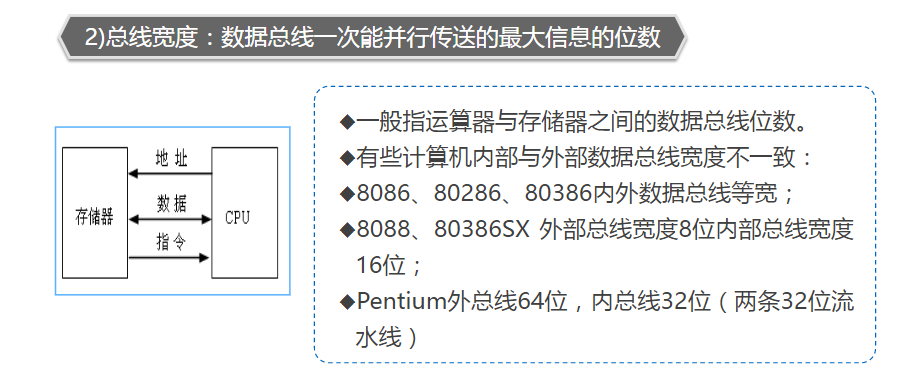 2)总线宽度：数据总线一次能并行传送的最大信息的位数
◆一般指运算器与存储器之间的数据总线位数。
◆有些计算机内部与外部数据总线宽度不一致：
◆8086、80286、80386内外数据总线等宽；
◆8088、80386SX 外部总线宽度8位内部总线宽度
16位；
◆Pentium外总线64位，内总线32位（两条32位流
水线）
地址
存储器
数据
CPU
指令